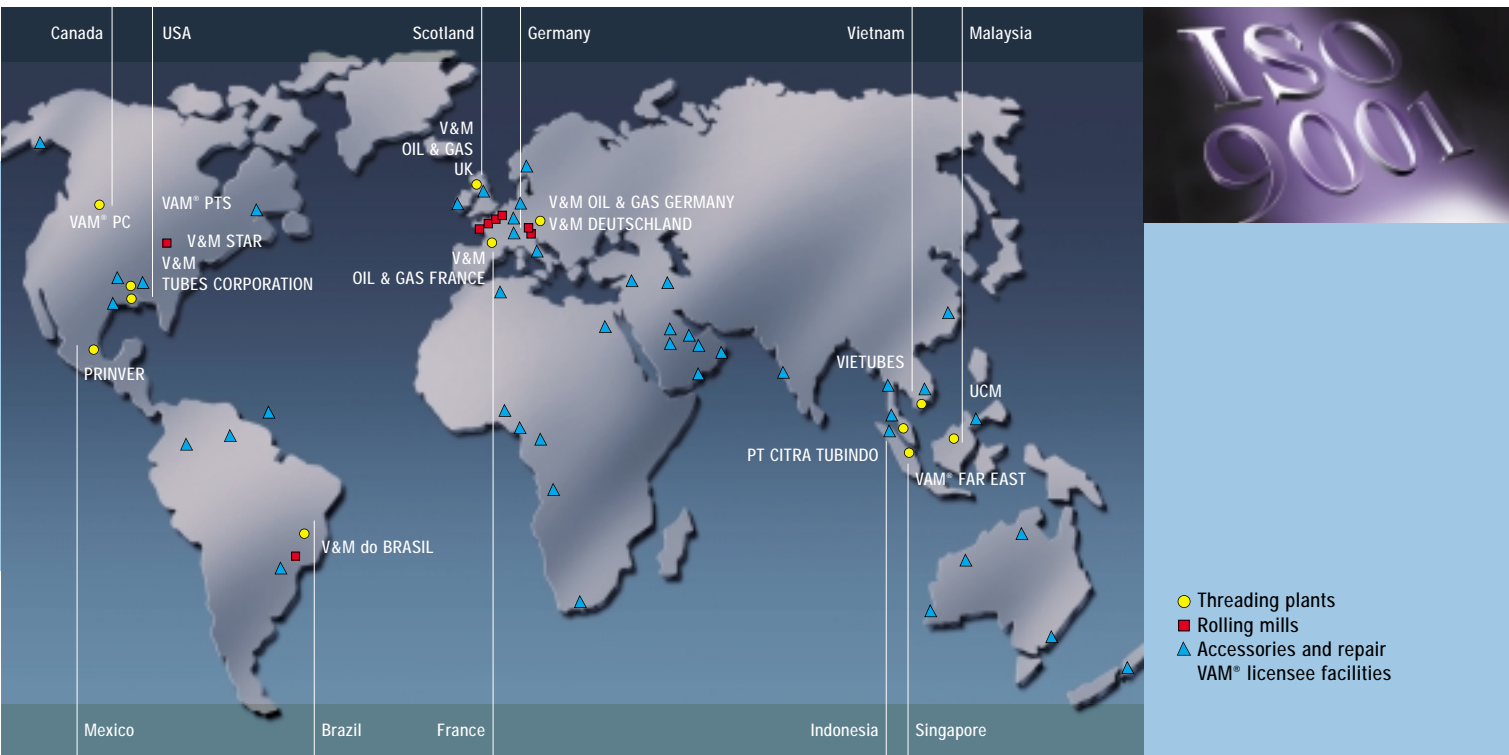 Canada
USA
Scotland
Germany
Vietnam
Malaysia
ISO
9001
V&M
OIL & GAS
UK
VAM® PC
VAM® PTS
V&M STAR
V&M
TUBES CORPORATION
V&M OIL & GAS GERMANY
V&M DEUTSCHLAND
V&M
OIL & GAS FRANCE
PRINVER
VIETUBES
UCM
PT CITRA TUBINDO
VAM® FAR EAST
V&M do BRASIL
Threading plants
Rolling mills
Accessories and repair
VAM® licensee facilities
Mexico
Brazil
France
Indonesia
Singapore